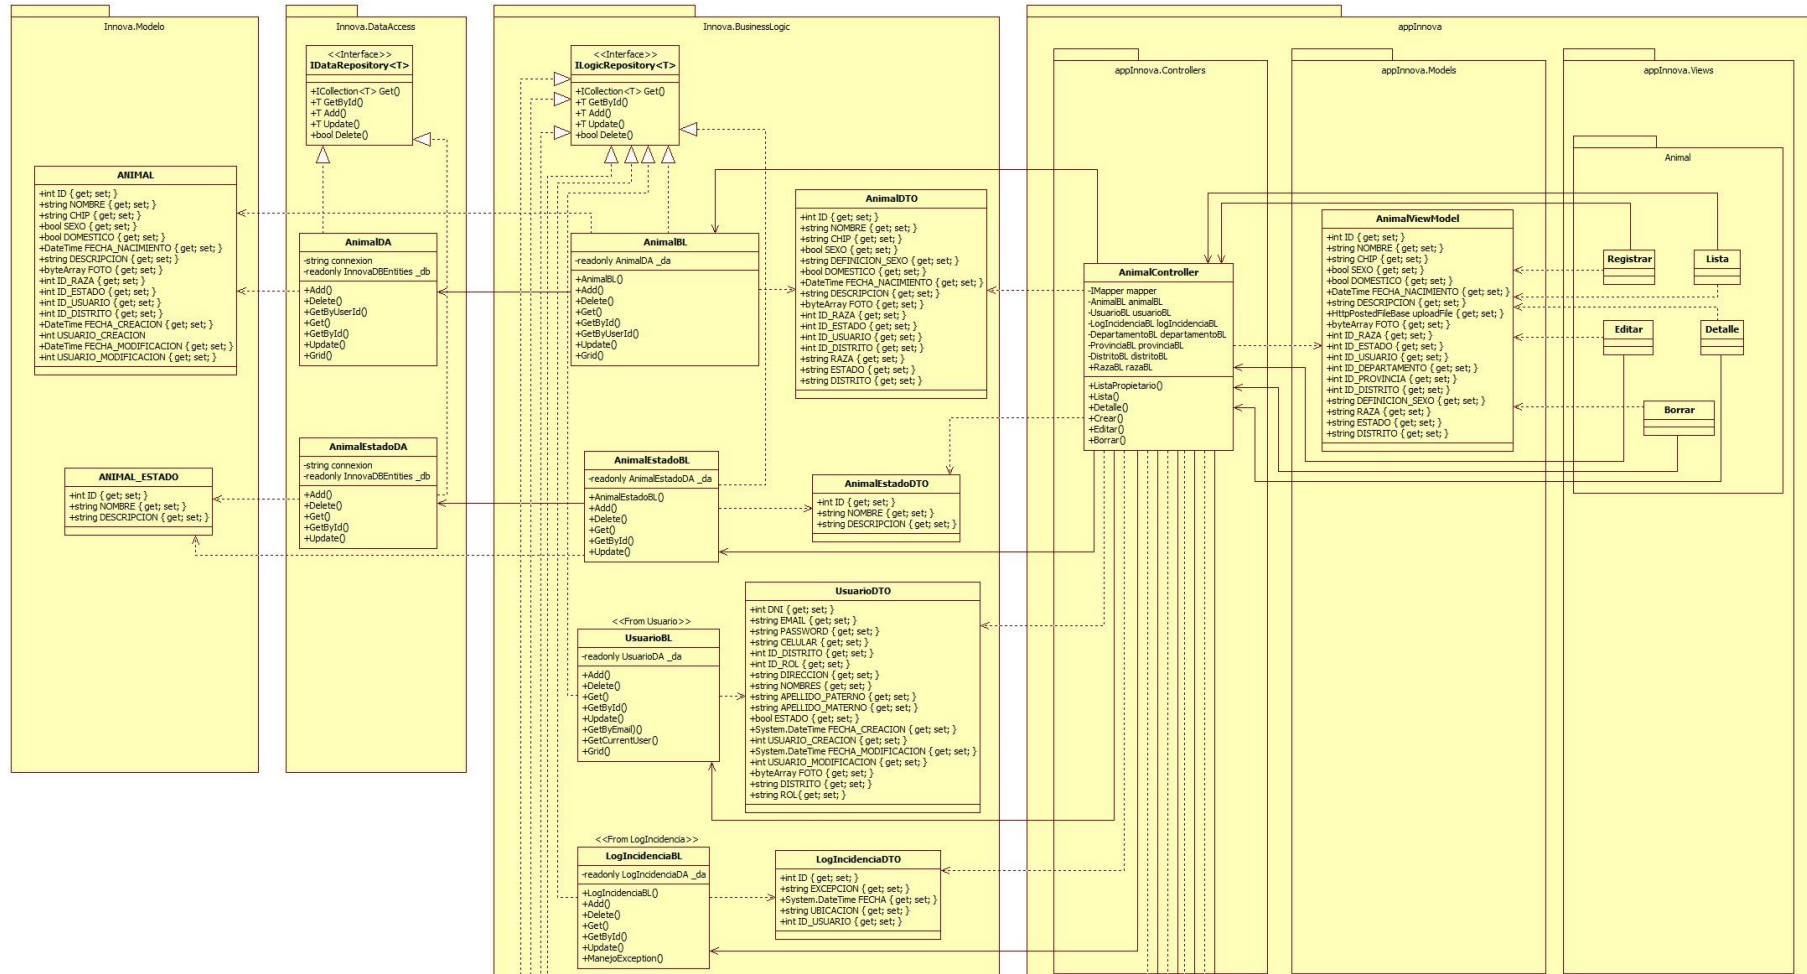 Innova.Modelo
ANIMAL
+int ID { get; set; }
+string NOMBRE { get; set; }
+string CHIP { get; set; }
+bool SEXO { get; set; }
+bool DOMESTICO { get; set; }
+DateTime FECHA_NACIMIENTO { get; set; }
+string DESCRIPCION { get; set; }
+byteArray FOTO { get; set; }
+int ID_RAZA { get; set; }
+int ID_ESTADO { get; set; }
+int ID_USUARIO { get; set; }
+int ID_DISTRITO { get; set; }
+DateTime FECHA_CREACION { get; set; }
+int USUARIO_CREACION
+DateTime FECHA_MODIFICACION { get; set; }
+int USUARIO_MODIFICACION { get; set; }
ANIMAL_ESTADO
+int ID { get; set; }
+string NOMBRE { get; set; }
+string DESCRIPCION { get; set; }
Innova.DataAccess
<<Interface>>
IDataRepository<T>
+ICollection<T> Get()
+T GetById()
+T Add()
+T Update()
+bool Delete()
AnimalDA
-string connexion
-readonly InnovaDBEntities _db
+Add()
+Delete()
+GetByUserId()
+Get()
+GetById()
+Update()
+Grid()
AnimalEstadoDA
-string connexion
-readonly InnovaDBEntities _db
+Add()
+Delete()
+Get()
+GetById()
+Update()
Innova.BusinessLogic
<<Interface>>
ILogicRepository<T>
+ICollection<T> Get()
+T GetById()
+T Add()
+T Update()
+bool Delete()
AnimalBL
-readonly AnimalDA _da
+AnimalBL()
+Add()
+Delete()
+Get()
+GetById()
+GetByUserId()
+Update()
+Grid()
AnimalDTO
+int ID { get; set; }
+string NOMBRE { get; set; }
+string CHIP { get; set; }
+bool SEXO { get; set; }
+string DEFINICION_SEXO { get; set; }
+bool DOMESTICO { get; set; }
+DateTime FECHA_NACIMIENTO { get; set; }
+string DESCRIPCION { get; set; }
+byteArray FOTO { get; set; }
+int ID_RAZA { get; set; }
+int ID_ESTADO { get; set; }
+int ID_USUARIO { get; set; }
+int ID_DISTRITO { get; set; }
+string RAZA { get; set; }
+string ESTADO { get; set; }
+string DISTRITO { get; set; }
AnimalEstadoBL
-readonly AnimalEstadoDA _da
+AnimalEstadoBL()
+Add()
+Delete()
+Get()
+GetById()
+Update()
AnimalEstadoDTO
+int ID { get; set; }
+string NOMBRE { get; set; }
+string DESCRIPCION { get; set; }
<<From Usuario>>
UsuarioBL
-readonly UsuarioDA _da
+Add()
+Delete()
+Get()
+GetById()
+Update()
+GetByEmail()()
+GetCurrentUser()
+Grid()
UsuarioDTO
+int DNI { get; set; }
+string EMAIL { get; set; }
+string PASSWORD { get; set; }
+string CELULAR { get; set; }
+int ID_DISTRITO { get; set; }
+int ID_ROL { get; set; }
+string DIRECCION { get; set; }
+string NOMBRES { get; set; }
+string APELLIDO_PATERNO { get; set; }
+string APELLIDO_MATERNO { get; set; }
+bool ESTADO { get; set; }
+System.DateTime FECHA_CREACION { get; set; }
+int USUARIO_CREACION { get; set; }
+System.DateTime FECHA_MODIFICACION { get; set; }
+int USUARIO_MODIFICACION { get; set; }
+byteArray FOTO { get; set; }
+string DISTRITO { get; set; }
+string ROL{ get; set; }
<<From LogIncidencia>>
LogIncidenciaBL
-readonly LogIncidenciaDA _da
+LogIncidenciaBL()
+Add()
+Delete()
+Get()
+GetById()
+Update()
+ManejoException()
LogIncidenciaDTO
+int ID { get; set; }
+string EXCEPCION { get; set; }
+System.DateTime FECHA { get; set; }
+string UBICACION { get; set; }
+int ID_USUARIO { get; set; }
appInnova
appInnova.Controllers
AnimalController
-IMapper mapper
-AnimalBL animalBL
-UsuarioBL usuarioBL
-LogIncidenciaBL logIncidenciaBL
-DepartamentoBL departamentoBL
-ProvinciaBL provinciaBL
-DistritoBL distritoBL
+RazaBL razaBL
+ListaPropietario()
+Lista()
+Detalle()
+Crear()
+Editar()
+Borrar()
appInnova.Models
AnimalViewModel
+int ID { get; set; }
+string NOMBRE { get; set; }
+string CHIP { get; set; }
+bool SEXO { get; set; }
+bool DOMESTICO { get; set; }
+DateTime FECHA_NACIMIENTO { get; set; }
+string DESCRIPCION { get; set; }
+HttpPostedFileBase uploadFile { get; set; }
+byteArray FOTO { get; set; }
+int ID_RAZA { get; set; }
+int ID_ESTADO { get; set; }
+int ID_USUARIO { get; set; }
+int ID_DEPARTAMENTO { get; set; }
+int ID_PROVINCIA { get; set; }
+int ID_DISTRITO { get; set; }
+string DEFINICION_SEXO { get; set; }
+string RAZA { get; set; }
+string ESTADO { get; set; }
+string DISTRITO { get; set; }
appInnova.Views
Animal
Registrar
Lista
Editar
Detalle
Borrar